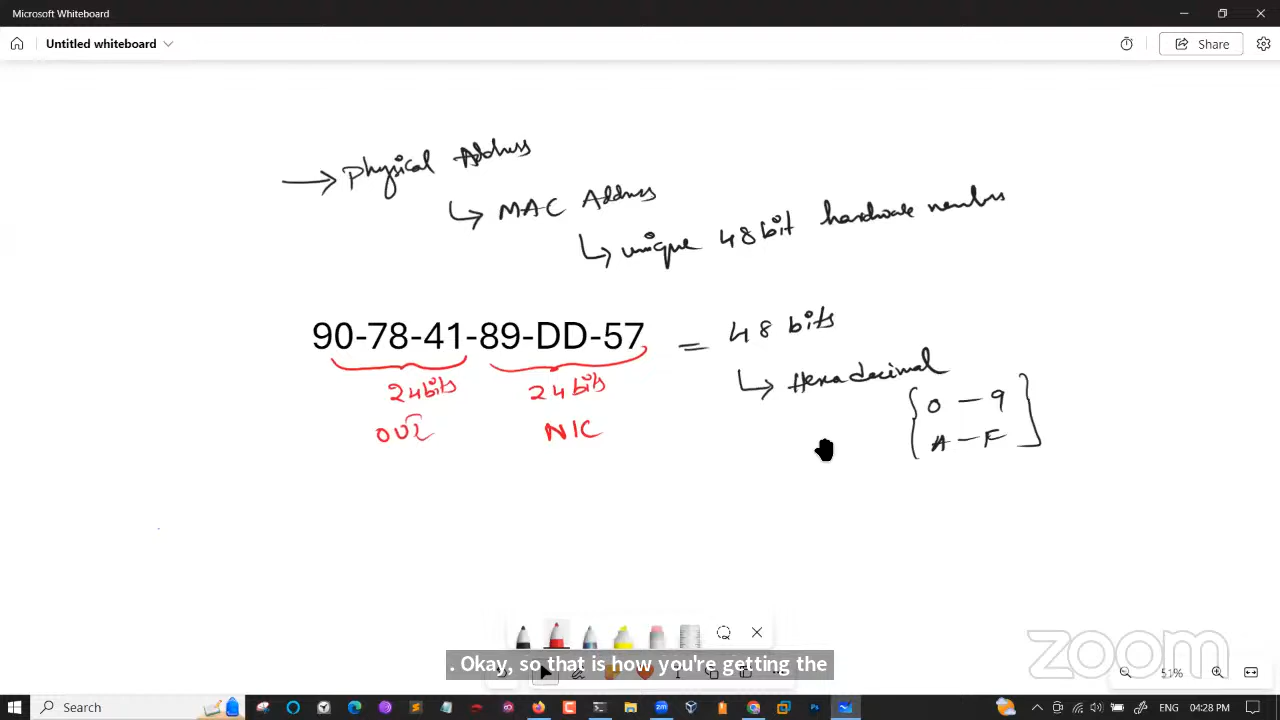 Microsoft Whiteboard
Untitled whiteboard
Share
Physical Address
MAC Address
unique 48 bit hardware number
90-78-41-89-DD-57 = 48 bits
24bits 24 bits
OUI NIC
Hexadecimal
0 - 9
A - F
. Okay, so that is how you're getting the
zoom
51%
Search
ENG 04:28 PM